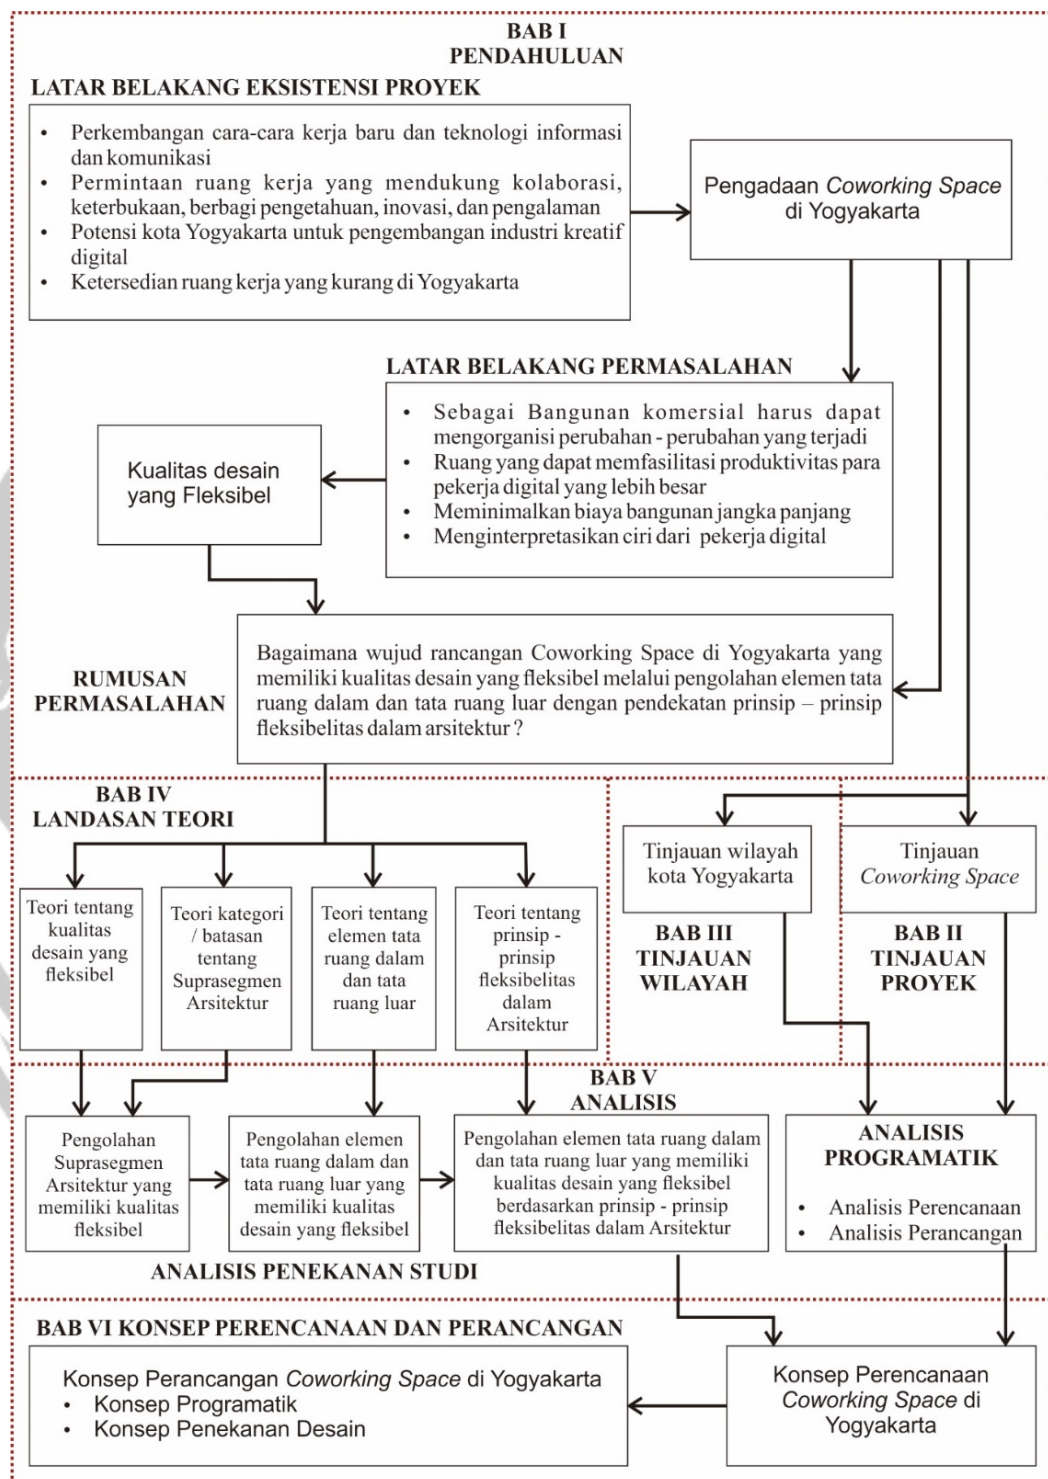 BAB I
PENDAHULUAN
LATAR BELAKANG EKSISTENSI PROYEK
• Perkembangan cara-cara kerja baru dan teknologi informasi
dan komunikasi
• Permintaan ruang kerja yang mendukung kolaborasi,
keterbukaan, berbagi pengetahuan, inovasi, dan pengalaman
• Potensi kota Yogyakarta untuk pengembangan industri kreatif
digital
• Ketersedian ruang kerja yang kurang di Yogyakarta
Pengadaan Coworking Space
di Yogyakarta
LATAR BELAKANG PERMASALAHAN
• Sebagai Bangunan komersial harus dapat
mengorganisi perubahan - perubahan yang terjadi
• Ruang yang dapat memfasilitasi produktivitas para
pekerja digital yang lebih besar
• Meminimalkan biaya bangunan jangka panjang
• Menginterpretasikan ciri dari pekerja digital
Kualitas desain
yang Fleksibel
RUMUSAN
PERMASALAHAN
Bagaimana wujud rancangan Coworking Space di Yogyakarta yang
memiliki kualitas desain yang fleksibel melalui pengolahan elemen tata
ruang dalam dan tata ruang luar dengan pendekatan prinsip – prinsip
fleksibelitas dalam arsitektur ?
BAB IV
LANDASAN TEORI
Teori tentang
kualitas
desain yang
fleksibel
Teori kategori
/ batasan
tentang
Suprasegmen
Arsitektur
Teori tentang
elemen tata
ruang dalam
dan tata
ruang luar
Teori tentang
prinsip -
prinsip
fleksibelitas
dalam
Arsitektur
Tinjauan wilayah
kota Yogyakarta
BAB III
TINJAUAN
WILAYAH
Tinjauan
Coworking Space
BAB II
TINJAUAN
PROYEK
BAB V
ANALISIS
Pengolahan
Suprasegmen
Arsitektur yang
memiliki kualitas
fleksibel
Pengolahan elemen
tata ruang dalam dan
tata ruang luar yang
memiliki kualitas
desain yang fleksibel
Pengolahan elemen tata ruang dalam
dan tata ruang luar yang memiliki
kualitas desain yang fleksibel
berdasarkan prinsip - prinsip
fleksibelitas dalam Arsitektur
ANALISIS
PROGRAMATIK
• Analisis Perencanaan
• Analisis Perancangan
ANALISIS PENEKANAN STUDI
BAB VI KONSEP PERENCANAAN DAN PERANCANGAN
Konsep Perancangan Coworking Space di Yogyakarta
• Konsep Programatik
• Konsep Penekanan Desain
Konsep Perencanaan
Coworking Space di
Yogyakarta